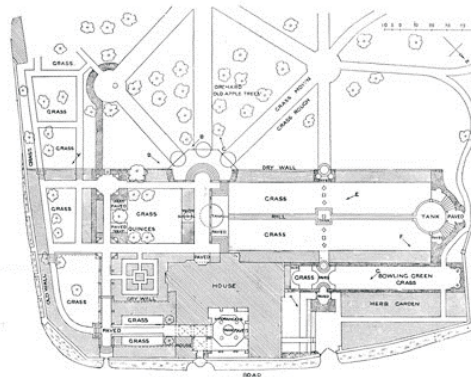 GRASS
GRASS
GRASS
GRASS
ORCHARD
OLD APPLE TREES
GRASS MOWN
GRASS ROUGH
D
B
C
DRY WALL
GRASS
QUINCES
GRASS
E
RILL
GRASS
F
TANK
PAVED
PAVED
OLD WALL
GRASS
DRY WALL
HOUSE
GRASS
G
BOWLING GREEN
GRASS
HERB GARDEN
PAVED
GRASS
GRASS
HOUSE
ROAD